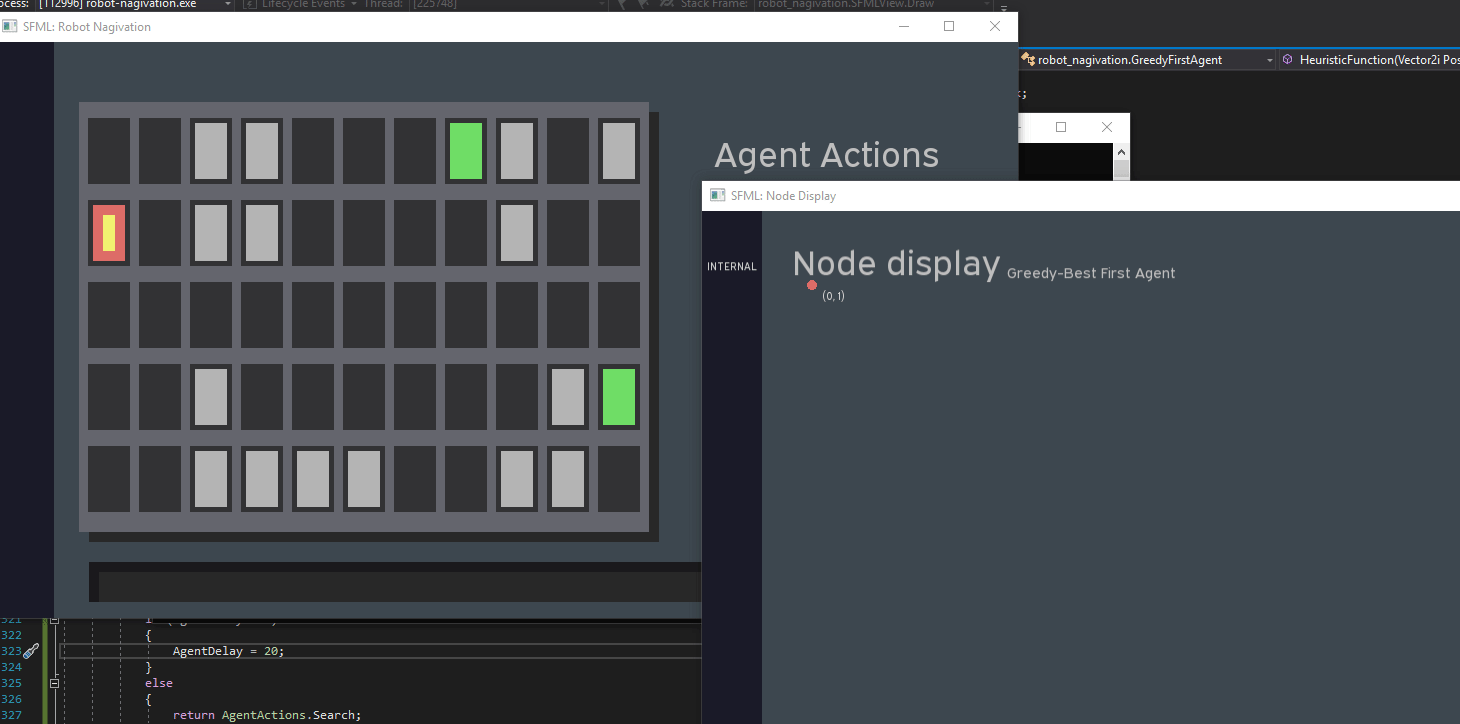 ocess: [112996] robot-nagivation.exe Lifecycle Events Thread: [225748] Stack Frame: robot_nagivation.SFMLView.Draw
SFML: Robot Nagivation
robot_nagivation.GreedyFirstAgent HeuristicFunction(Vector2i Pos
Agent Actions
SFML: Node Display
INTERNAL
Node display Greedy-Best First Agent
(0,1)
321
322 {
323 AgentDelay = 20;
324 }
325 else
326 {
327 return AgentActions.Search;